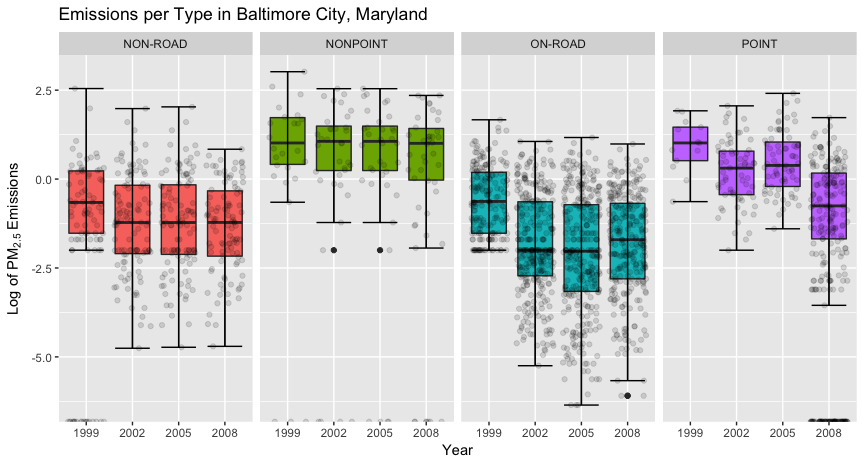 Emissions per Type in Baltimore City, Maryland
NON-ROAD
NONPOINT
ON-ROAD
POINT
Log of PM2.5 Emissions
2.5
0.0
-2.5
-5.0
1999 2002 2005 2008
1999 2002 2005 2008
1999 2002 2005 2008
1999 2002 2005 2008
Year